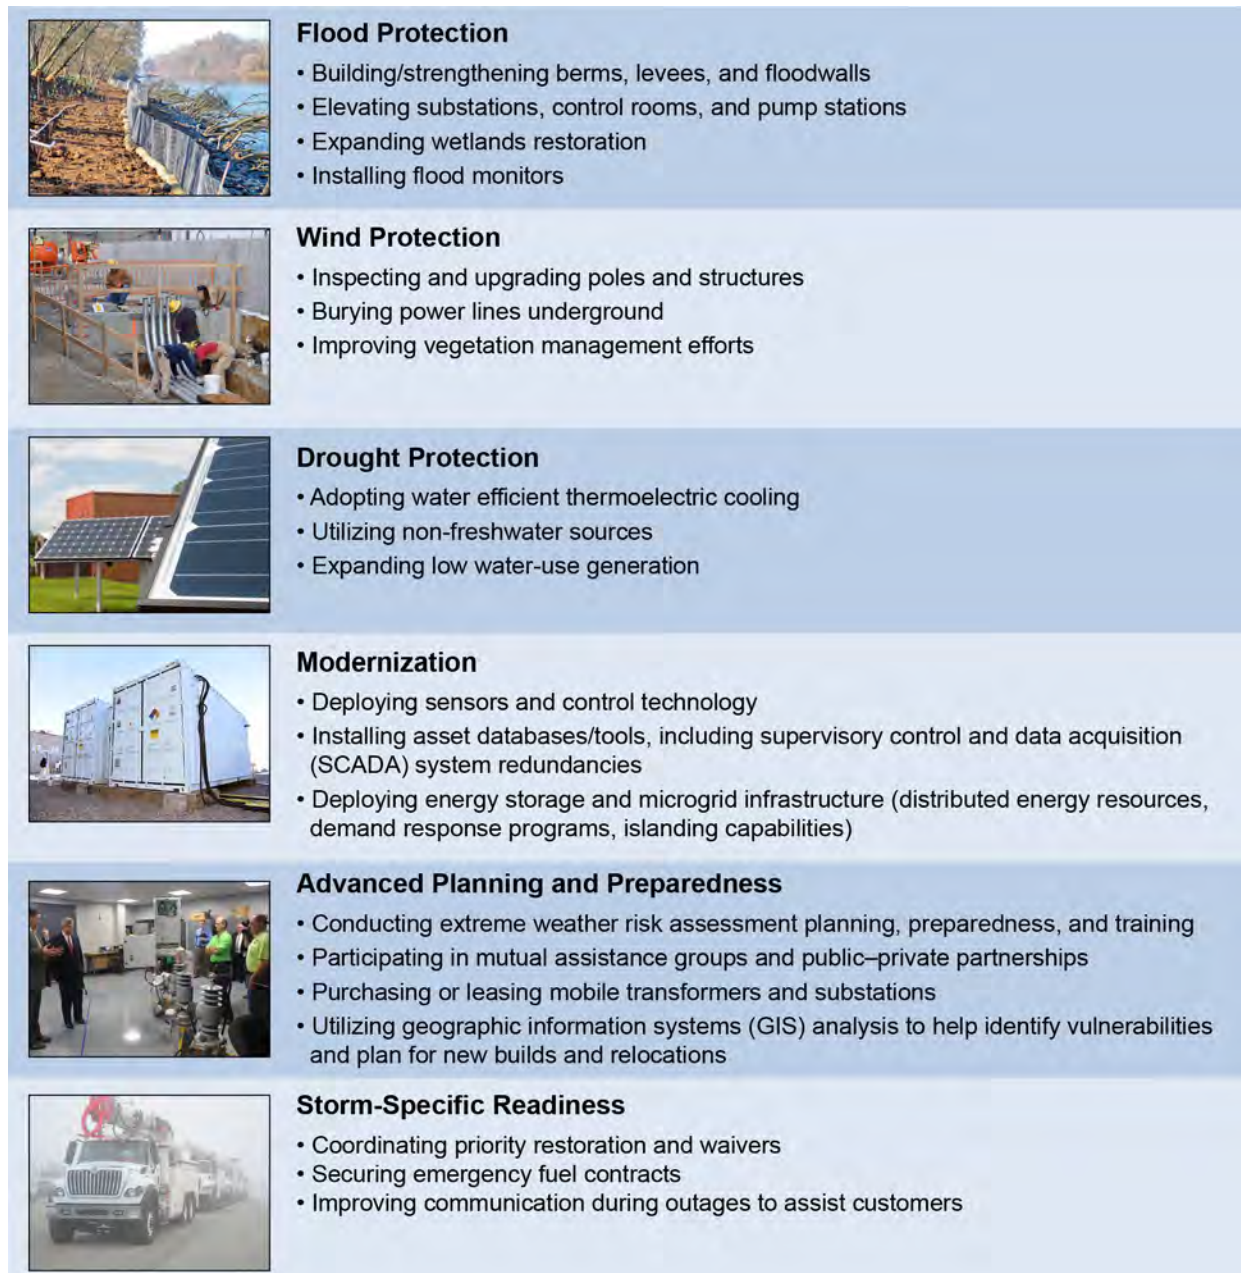 Flood Protection
• Building/strengthening berms, levees, and floodwalls
• Elevating substations, control rooms, and pump stations
• Expanding wetlands restoration
• Installing flood monitors
Wind Protection
• Inspecting and upgrading poles and structures
• Burying power lines underground
• Improving vegetation management efforts
Drought Protection
• Adopting water efficient thermoelectric cooling
• Utilizing non-freshwater sources
• Expanding low water-use generation
Modernization
• Deploying sensors and control technology
• Installing asset databases/tools, including supervisory control and data acquisition
(SCADA) system redundancies
• Deploying energy storage and microgrid infrastructure (distributed energy resources,
demand response programs, islanding capabilities)
Advanced Planning and Preparedness
• Conducting extreme weather risk assessment planning, preparedness, and training
• Participating in mutual assistance groups and public–private partnerships
• Purchasing or leasing mobile transformers and substations
• Utilizing geographic information systems (GIS) analysis to help identify vulnerabilities
and plan for new builds and relocations
Storm-Specific Readiness
• Coordinating priority restoration and waivers
• Securing emergency fuel contracts
• Improving communication during outages to assist customers